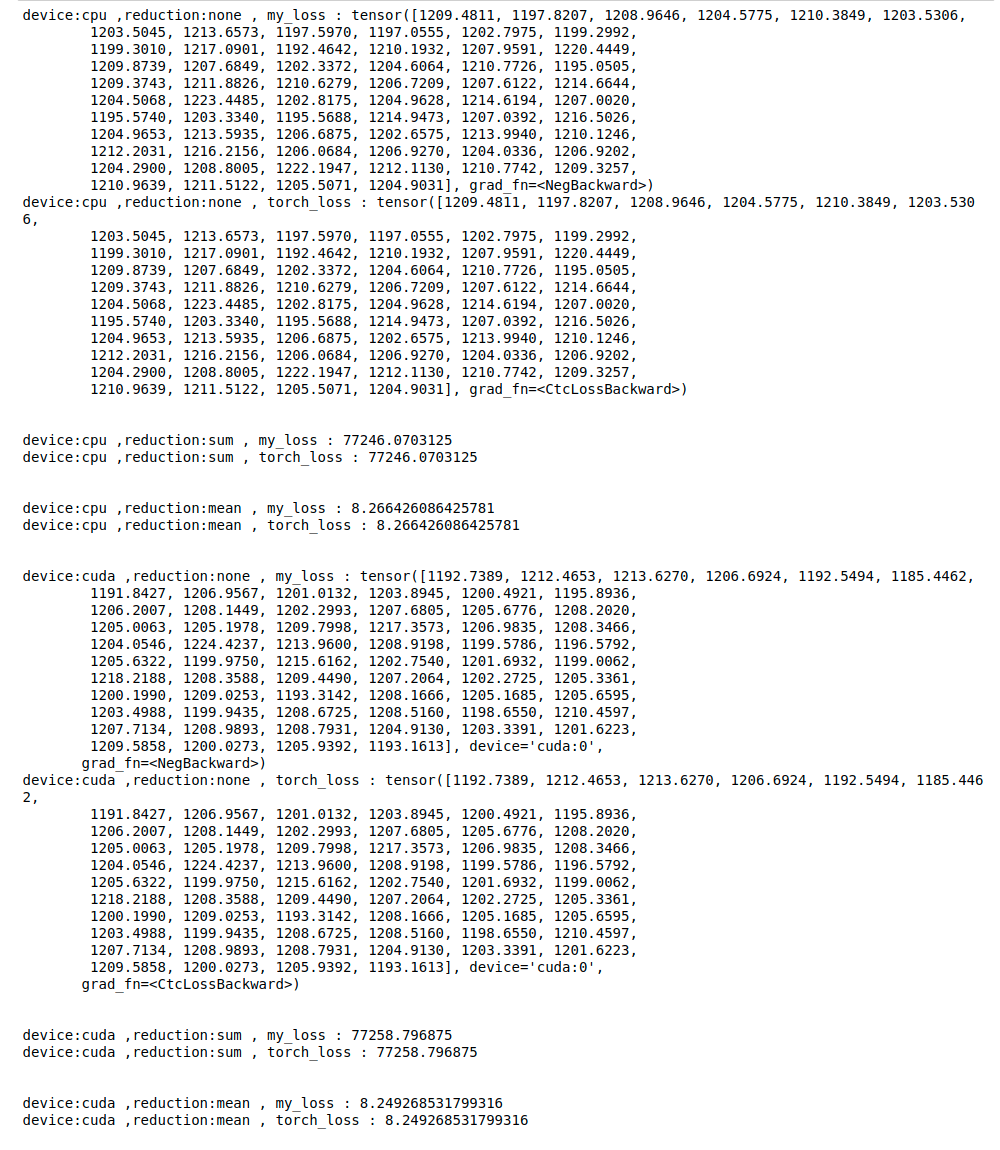 device:cpu ,reduction:none , my_loss : tensor([1209.4811, 1197.8207, 1208.9646, 1204.5775, 1210.3849, 1203.5306,
1203.5045, 1213.6573, 1197.5970, 1197.0555, 1202.7975, 1199.2992,
1199.3010, 1217.0901, 1192.4642, 1210.1932, 1207.9591, 1220.4449,
1209.8739, 1207.6849, 1202.3372, 1204.6064, 1210.7726, 1195.0505,
1209.3743, 1211.8826, 1210.6279, 1206.7209, 1207.6122, 1214.6644,
1204.5068, 1223.4485, 1202.8175, 1204.9628, 1214.6194, 1207.0020,
1195.5740, 1203.3340, 1195.5688, 1214.9473, 1207.0392, 1216.5026,
1204.9653, 1213.5935, 1206.6875, 1202.6575, 1213.9940, 1210.1246,
1212.2031, 1216.2156, 1206.0684, 1206.9270, 1204.0336, 1206.9202,
1204.2900, 1208.8005, 1222.1947, 1212.1130, 1210.7742, 1209.3257,
1210.9639, 1211.5122, 1205.5071, 1204.9031], grad_fn=<NegBackward>)
device:cpu ,reduction:none , torch_loss : tensor([1209.4811, 1197.8207, 1208.9646, 1204.5775, 1210.3849, 1203.530
6,
1203.5045, 1213.6573, 1197.5970, 1197.0555, 1202.7975, 1199.2992,
1199.3010, 1217.0901, 1192.4642, 1210.1932, 1207.9591, 1220.4449,
1209.8739, 1207.6849, 1202.3372, 1204.6064, 1210.7726, 1195.0505,
1209.3743, 1211.8826, 1210.6279, 1206.7209, 1207.6122, 1214.6644,
1204.5068, 1223.4485, 1202.8175, 1204.9628, 1214.6194, 1207.0020,
1195.5740, 1203.3340, 1195.5688, 1214.9473, 1207.0392, 1216.5026,
1204.9653, 1213.5935, 1206.6875, 1202.6575, 1213.9940, 1210.1246,
1212.2031, 1216.2156, 1206.0684, 1206.9270, 1204.0336, 1206.9202,
1204.2900, 1208.8005, 1222.1947, 1212.1130, 1210.7742, 1209.3257,
1210.9639, 1211.5122, 1205.5071, 1204.9031], grad_fn=<CtcLossBackward>)
device:cpu ,reduction:sum , my_loss : 77246.0703125
device:cpu ,reduction:sum , torch_loss : 77246.0703125
device:cpu ,reduction:mean , my_loss : 8.266426086425781
device:cpu ,reduction:mean , torch_loss : 8.266426086425781
device:cuda ,reduction:none , my_loss : tensor([1192.7389, 1212.4653, 1213.6270, 1206.6924, 1192.5494, 1185.4462,
1191.8427, 1206.9567, 1201.0132, 1203.8945, 1200.4921, 1195.8936,
1206.2007, 1208.1449, 1202.2993, 1207.6805, 1205.6776, 1208.2020,
1205.0063, 1205.1978, 1209.7998, 1217.3573, 1206.9835, 1208.3466,
1204.0546, 1224.4237, 1213.9600, 1208.9198, 1199.5786, 1196.5792,
1205.6322, 1199.9750, 1215.6162, 1202.7540, 1201.6932, 1199.0062,
1218.2188, 1208.3588, 1209.4490, 1207.2064, 1202.2725, 1205.3361,
1200.1990, 1209.0253, 1193.3142, 1208.1666, 1205.1685, 1205.6595,
1203.4988, 1199.9435, 1208.6725, 1208.5160, 1198.6550, 1210.4597,
1207.7134, 1208.9893, 1208.7931, 1204.9130, 1203.3391, 1201.6223,
1209.5858, 1200.0273, 1205.9392, 1193.1613], device='cuda:0',
grad_fn=<NegBackward>)
device:cuda ,reduction:none , torch_loss : tensor([1192.7389, 1212.4653, 1213.6270, 1206.6924, 1192.5494, 1185.446
2,
1191.8427, 1206.9567, 1201.0132, 1203.8945, 1200.4921, 1195.8936,
1206.2007, 1208.1449, 1202.2993, 1207.6805, 1205.6776, 1208.2020,
1205.0063, 1205.1978, 1209.7998, 1217.3573, 1206.9835, 1208.3466,
1204.0546, 1224.4237, 1213.9600, 1208.9198, 1199.5786, 1196.5792,
1205.6322, 1199.9750, 1215.6162, 1202.7540, 1201.6932, 1199.0062,
1218.2188, 1208.3588, 1209.4490, 1207.2064, 1202.2725, 1205.3361,
1200.1990, 1209.0253, 1193.3142, 1208.1666, 1205.1685, 1205.6595,
1203.4988, 1199.9435, 1208.6725, 1208.5160, 1198.6550, 1210.4597,
1207.7134, 1208.9893, 1208.7931, 1204.9130, 1203.3391, 1201.6223,
1209.5858, 1200.0273, 1205.9392, 1193.1613], device='cuda:0',
grad_fn=<CtcLossBackward>)
device:cuda ,reduction:sum , my_loss : 77258.796875
device:cuda ,reduction:sum , torch_loss : 77258.796875
device:cuda ,reduction:mean , my_loss : 8.249268531799316
device:cuda ,reduction:mean , torch_loss : 8.249268531799316